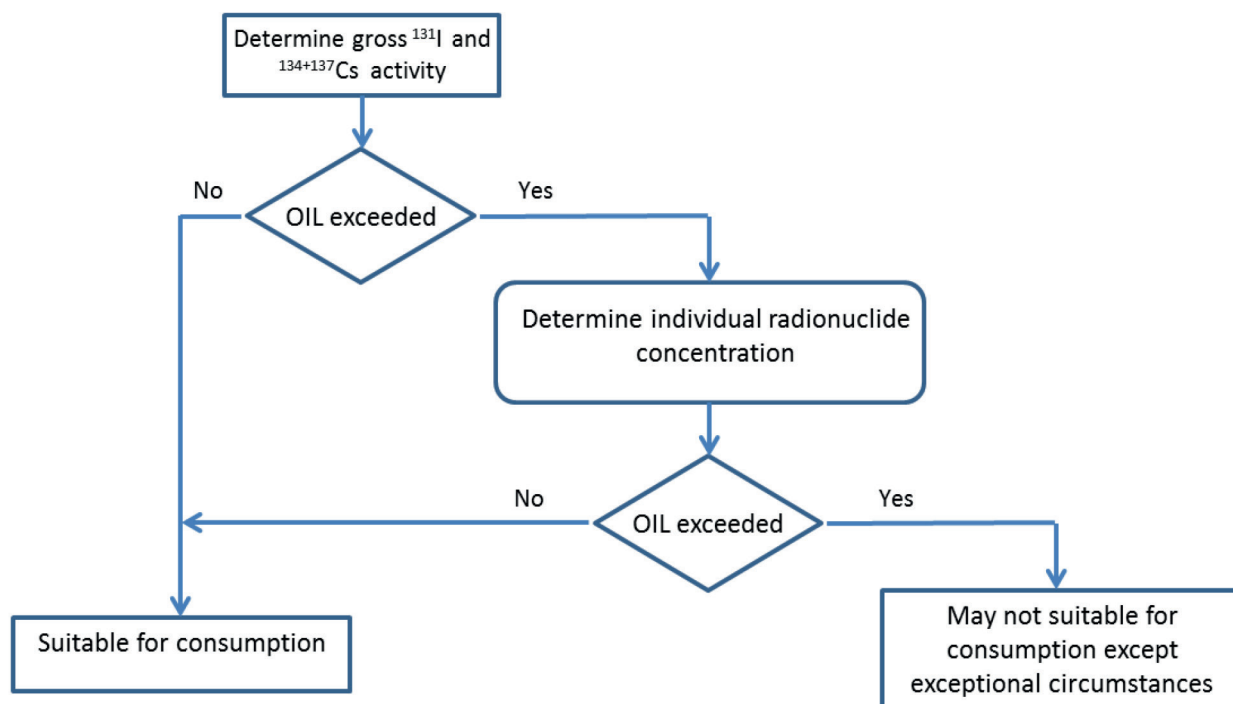 Determine gross ¹³¹I and
¹³⁴⁺¹³⁷Cs activity
No
Yes
OIL exceeded
Determine individual radionuclide
concentration
No
Yes
OIL exceeded
Suitable for consumption
May not suitable for
consumption except
exceptional circumstances